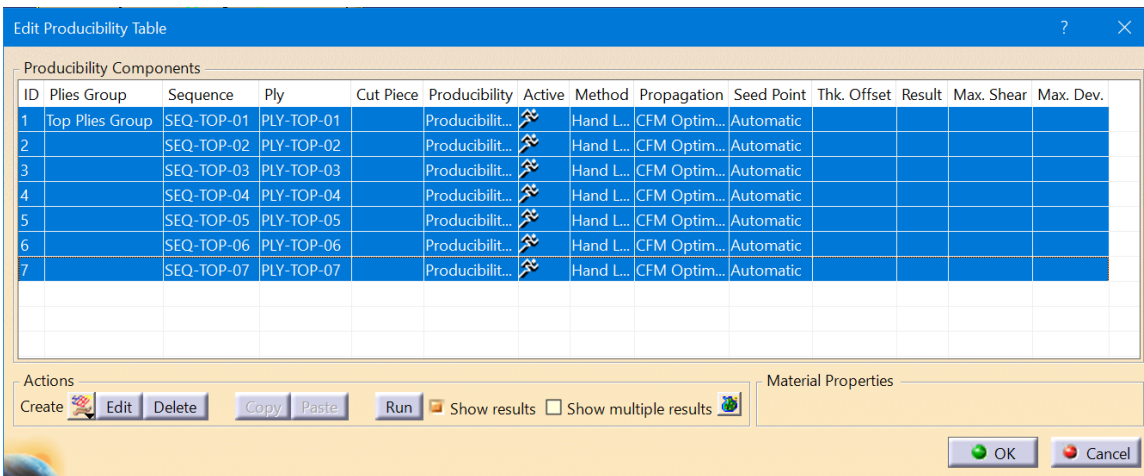 Edit Producibility Table ?
Producibility Components
ID Plies Group Sequence Ply Cut Piece Producibility Active Method Propagation Seed Point Thk. Offset Result Max. Shear Max. Dev.
1 Top Plies Group SEQ-TOP-01 PLY-TOP-01 Producibilit... Hand L... CFM Optim... Automatic
2 SEQ-TOP-02 PLY-TOP-02 Producibilit... Hand L... CFM Optim... Automatic
3 SEQ-TOP-03 PLY-TOP-03 Producibilit... Hand L... CFM Optim... Automatic
4 SEQ-TOP-04 PLY-TOP-04 Producibilit... Hand L... CFM Optim... Automatic
5 SEQ-TOP-05 PLY-TOP-05 Producibilit... Hand L... CFM Optim... Automatic
6 SEQ-TOP-06 PLY-TOP-06 Producibilit... Hand L... CFM Optim... Automatic
7 SEQ-TOP-07 PLY-TOP-07 Producibilit... Hand L... CFM Optim... Automatic
Actions Material Properties
Create Edit Delete Copy Paste Run Show results Show multiple results
OK Cancel